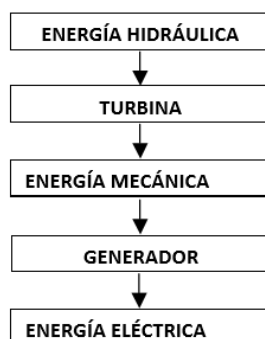 ENERGÍA HIDRÁULICA
TURBINA
ENERGÍA MECÁNICA
GENERADOR
ENERGÍA ELÉCTRICA